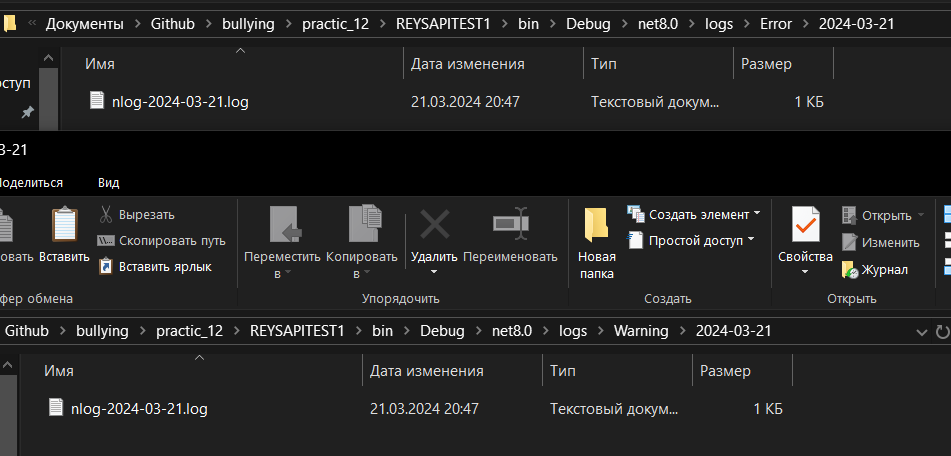 « Документы > Github > bullying > practic_12 > REYSAPITEST1 > bin > Debug > net8.0 > logs > Error > 2024-03-21
Имя Дата изменения Тип Размер
оступ
nlog-2024-03-21.log 21.03.2024 20:47 Текстовый докум... 1 КБ
3-21
Поделиться Вид
Вырезать
Скопировать путь
Вставить ярлык
овать Вставить
фер обмена
Переместить в Копировать в Удалить Переименовать
Упорядочить
Новая папка
Создать элемент
Простой доступ
Создать
Свойства
Открыть
Изменить
Журнал
Открыть
Github > bullying > practic_12 > REYSAPITEST1 > bin > Debug > net8.0 > logs > Warning > 2024-03-21
Имя Дата изменения Тип Размер
nlog-2024-03-21.log 21.03.2024 20:47 Текстовый докум... 1 КБ